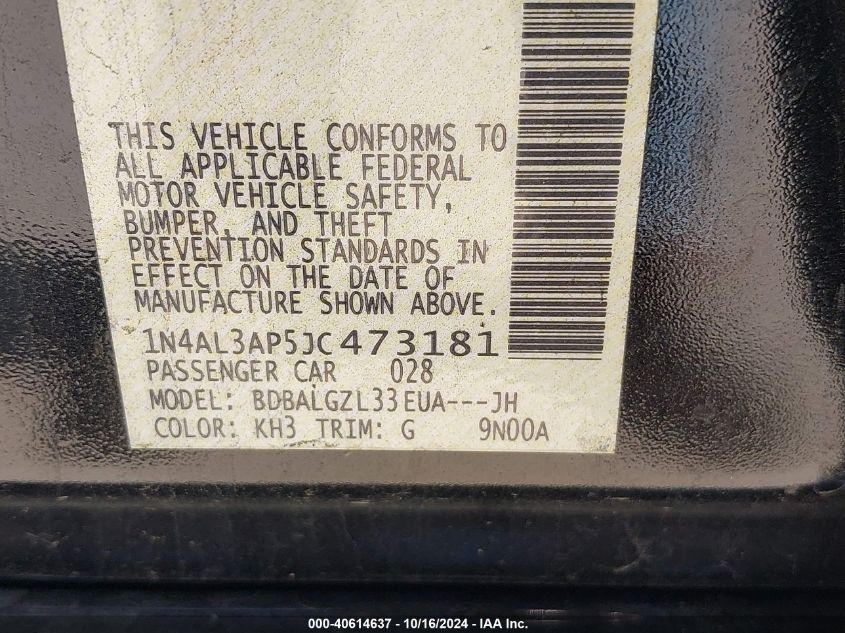 THIS VEHICLE CONFORMS TO
ALL APPLICABLE FEDERAL
MOTOR VEHICLE SAFETY,
BUMPER, AND THEFT
PREVENTION STANDARDS IN
EFFECT ON THE DATE OF
MANUFACTURE SHOWN ABOVE.
1N4AL3AP5JC473181
PASSENGER CAR 028
MODEL: BDBALGZL33EUA---JH
COLOR: KH3 TRIM: G 9N00A
000-40614637 - 10/16/2024 - IAA Inc.